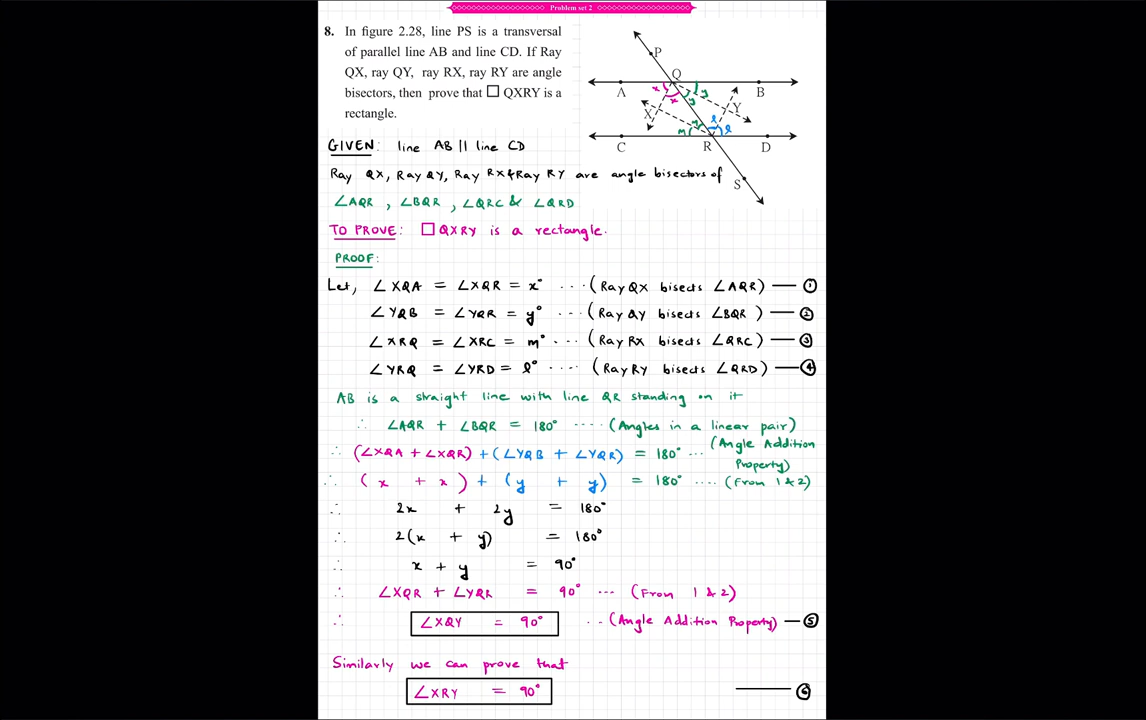 Problem set 2
8. In figure 2.28, line PS is a transversal
of parallel line AB and line CD. If Ray
QX, ray QY, ray RX, ray RY are angle
bisectors, then prove that □ QXRY is a
rectangle.
P
Q
A
B
x
x
y
y
X
Y
m
m
l
l
C
R
D
S
GIVEN: line AB || line CD
Ray QX, Ray QY, Ray RX & Ray RY are angle bisectors of
∠AQR, ∠BQR, ∠QRC & ∠QRD
TO PROVE: □ QXRY is a rectangle.
PROOF:
Let, ∠XQA = ∠XQR = x° ... (Ray QX bisects ∠AQR) — ①
∠YQB = ∠YQR = y° .... (Ray QY bisects ∠BQR) — ②
∠XRQ = ∠XRC = m° .... (Ray RX bisects ∠QRC) — ③
∠YRQ = ∠YRD = l° .... (Ray RY bisects ∠QRD) — ④
AB is a straight line with line QR standing on it
∴ ∠AQR + ∠BQR = 180° .... (Angles in a linear pair)
∴ (∠XQA + ∠XQR) + (∠YQB + ∠YQR) = 180° ... (Angle Addition Property)
∴ (x + x) + (y + y) = 180° .... (From 1 & 2)
∴ 2x + 2y = 180°
∴ 2(x + y) = 180°
∴ x + y = 90°
∴ ∠XQR + ∠YQR = 90° ... (From 1 & 2)
∴ ∠XQY = 90° .. (Angle Addition Property) — ⑤
Similarly we can prove that
∠XRY = 90° — ⑥